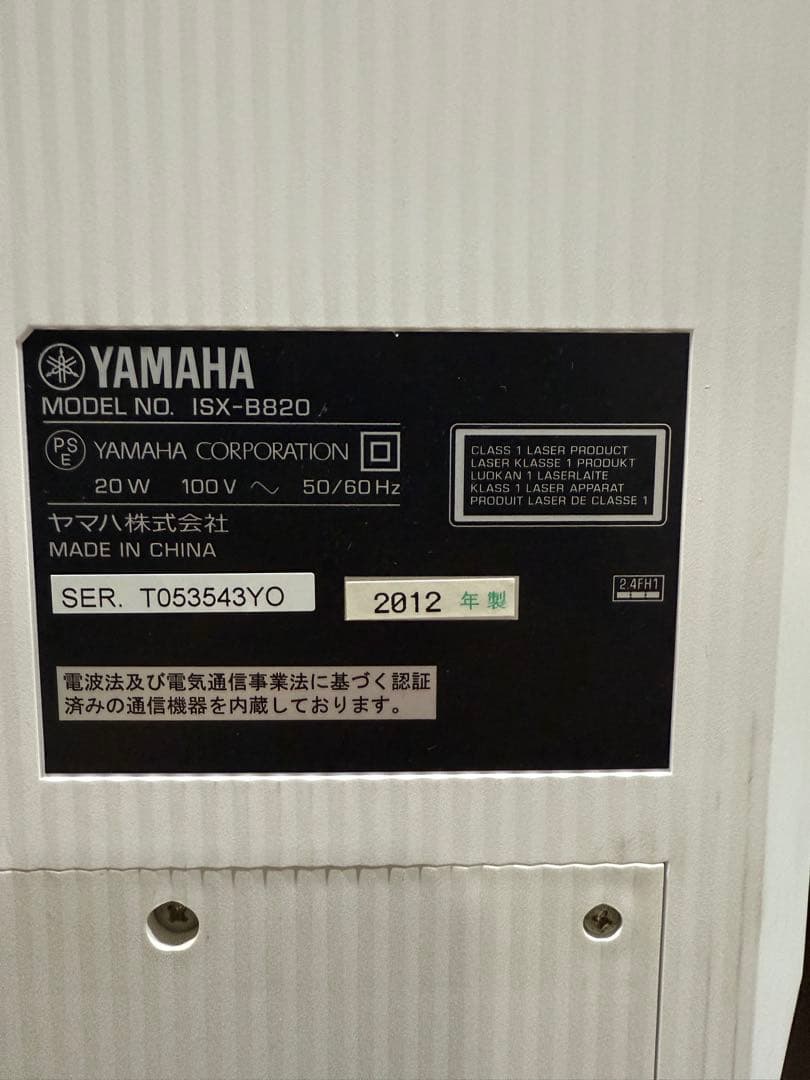 YAMAHA
MODEL NO. ISX-B820
PS
E
YAMAHA CORPORATION
20W 100V ～ 50/60Hz
ヤマハ株式会社
MADE IN CHINA
CLASS 1 LASER PRODUCT
LASER KLASSE 1 PRODUKT
LUOKAN 1 LASERLAITE
KLASS 1 LASER APPARAT
PRODUIT LASER DE CLASSE 1
SER. T053543YO
2012 年製
2.4FH1
電波法及び電気通信事業法に基づく認証
済みの通信機器を内蔵しております。